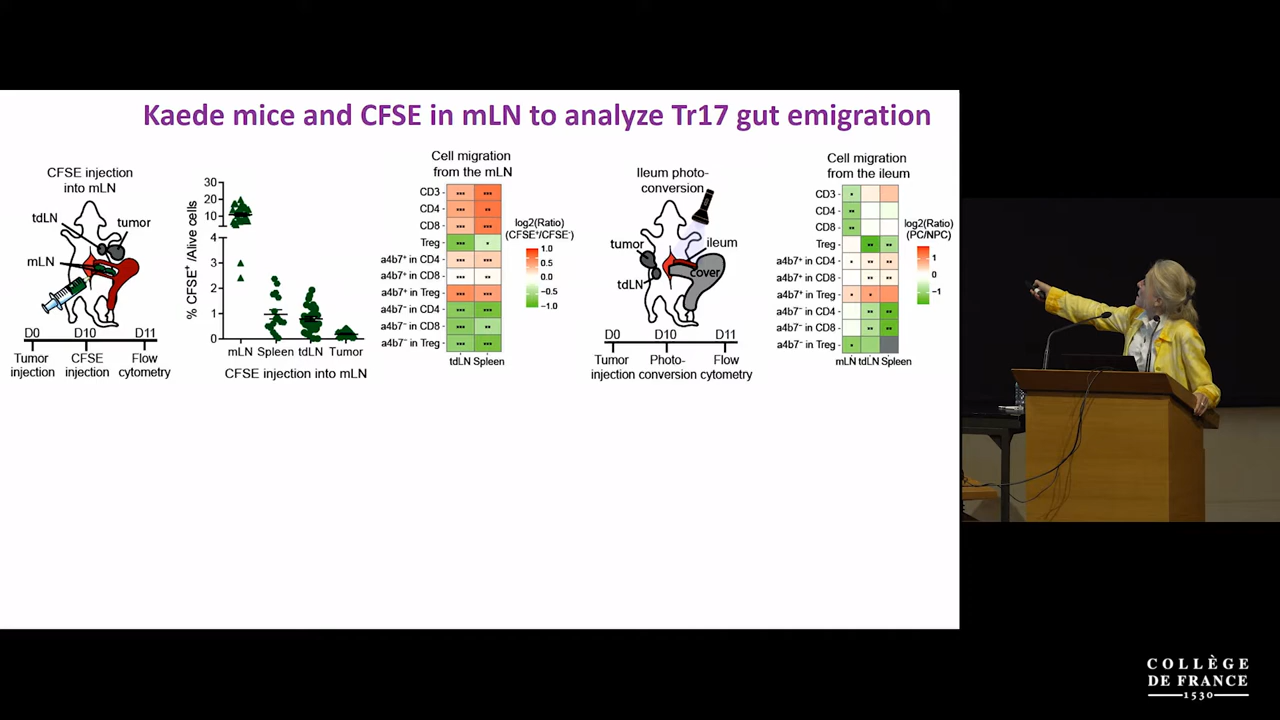 Kaede mice and CFSE in mLN to analyze Tr17 gut emigration
CFSE injection
into mLN
tdLN
tumor
mLN
D0 D10 D11
Tumor CFSE Flow
injection injection cytometry
% CFSE⁺ /Alive cells
30
20
10
4
3
2
1
0
mLN Spleen tdLN Tumor
CFSE injection into mLN
Cell migration
from the mLN
CD3
CD4
CD8
Treg
a4b7⁺ in CD4
a4b7⁺ in CD8
a4b7⁺ in Treg
a4b7⁻ in CD4
a4b7⁻ in CD8
a4b7⁻ in Treg
tdLN Spleen
log2(Ratio)
(CFSE⁺/CFSE⁻)
1.0
0.5
0.0
−0.5
−1.0
Ileum photo-
conversion
tumor
ileum
cover
tdLN
D0 D10 D11
Tumor Photo- Flow
injection conversion cytometry
Cell migration
from the ileum
CD3
CD4
CD8
Treg
a4b7⁺ in CD4
a4b7⁺ in CD8
a4b7⁺ in Treg
a4b7⁻ in CD4
a4b7⁻ in CD8
a4b7⁻ in Treg
mLN tdLN Spleen
log2(Ratio)
(PC/NPC)
1
0
−1
COLLÈGE
DE FRANCE
1530